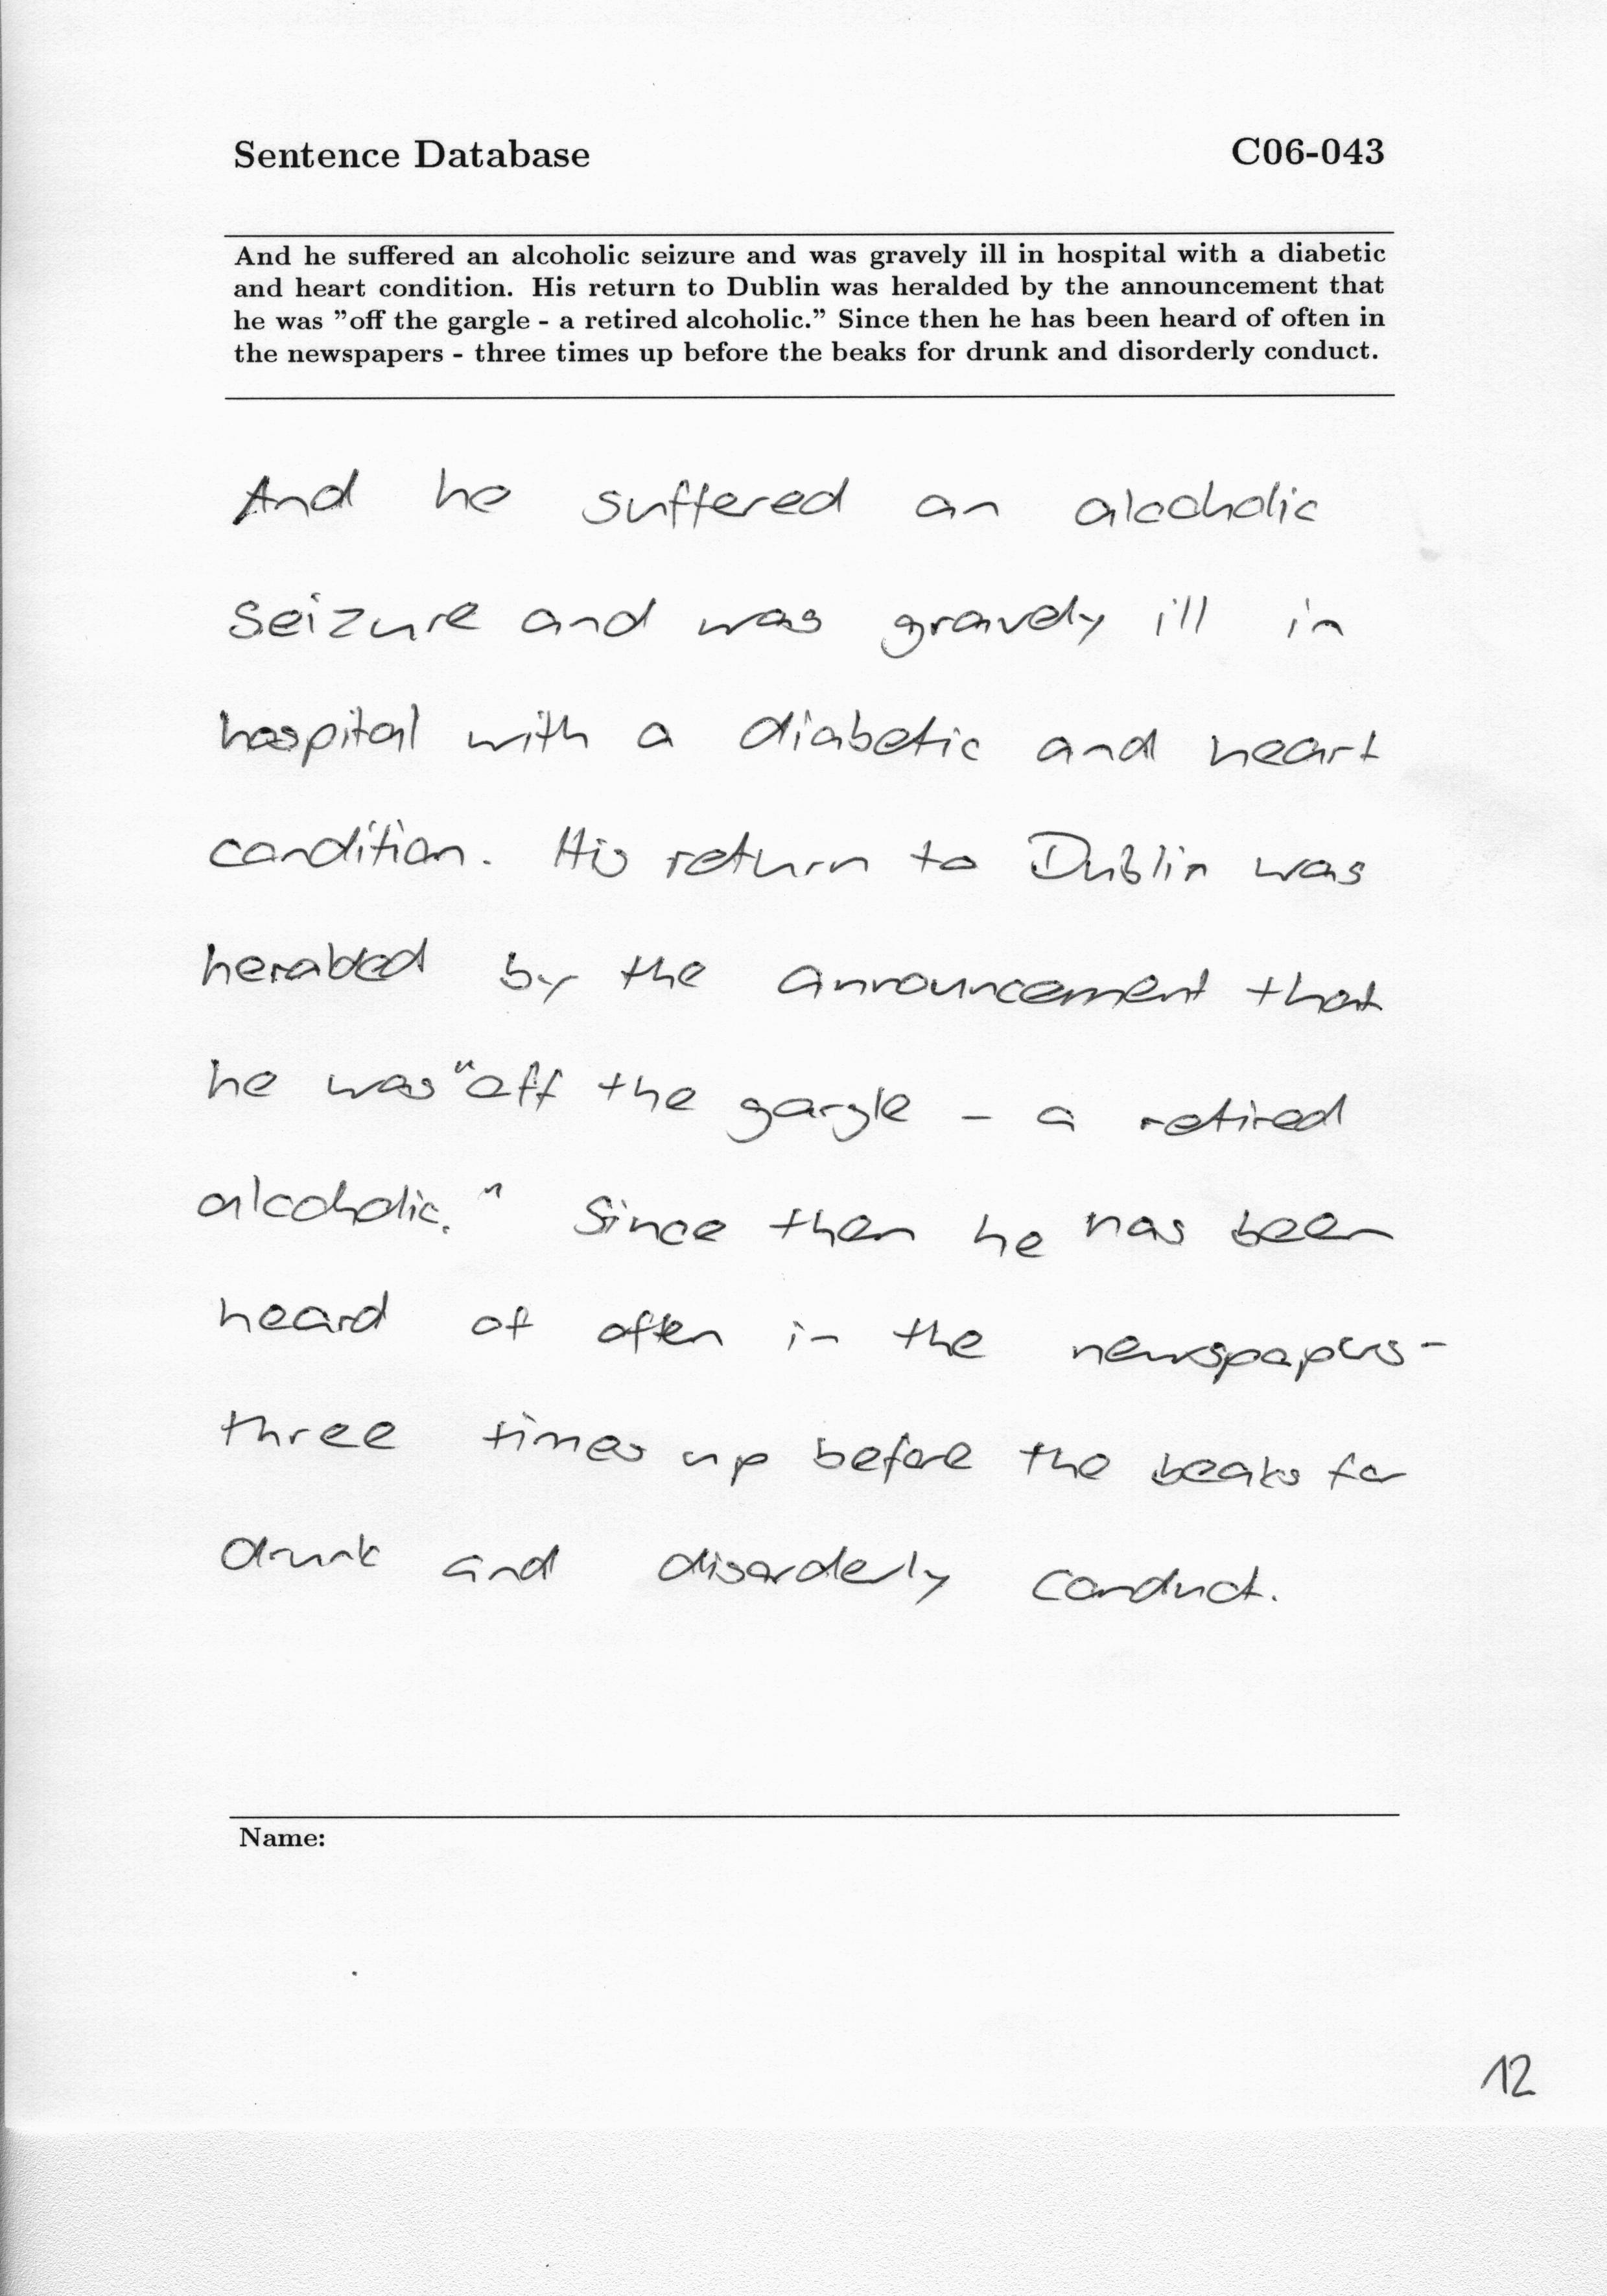 Sentence Database C06-043
And he suffered an alcoholic seizure and was gravely ill in hospital with a diabetic
and heart condition. His return to Dublin was heralded by the announcement that
he was ”off the gargle - a retired alcoholic.” Since then he has been heard of often in
the newspapers - three times up before the beaks for drunk and disorderly conduct.
And he suffered an alcoholic
seizure and was gravely ill in
hospital with a diabetic and heart
condition. His return to Dublin was
heralded by the announcement that
he was "off the gargle - a retired
alcoholic." Since then he has been
heard of often in the newspapers -
three times up before the beaks for
drunk and disorderly conduct.
Name:
12